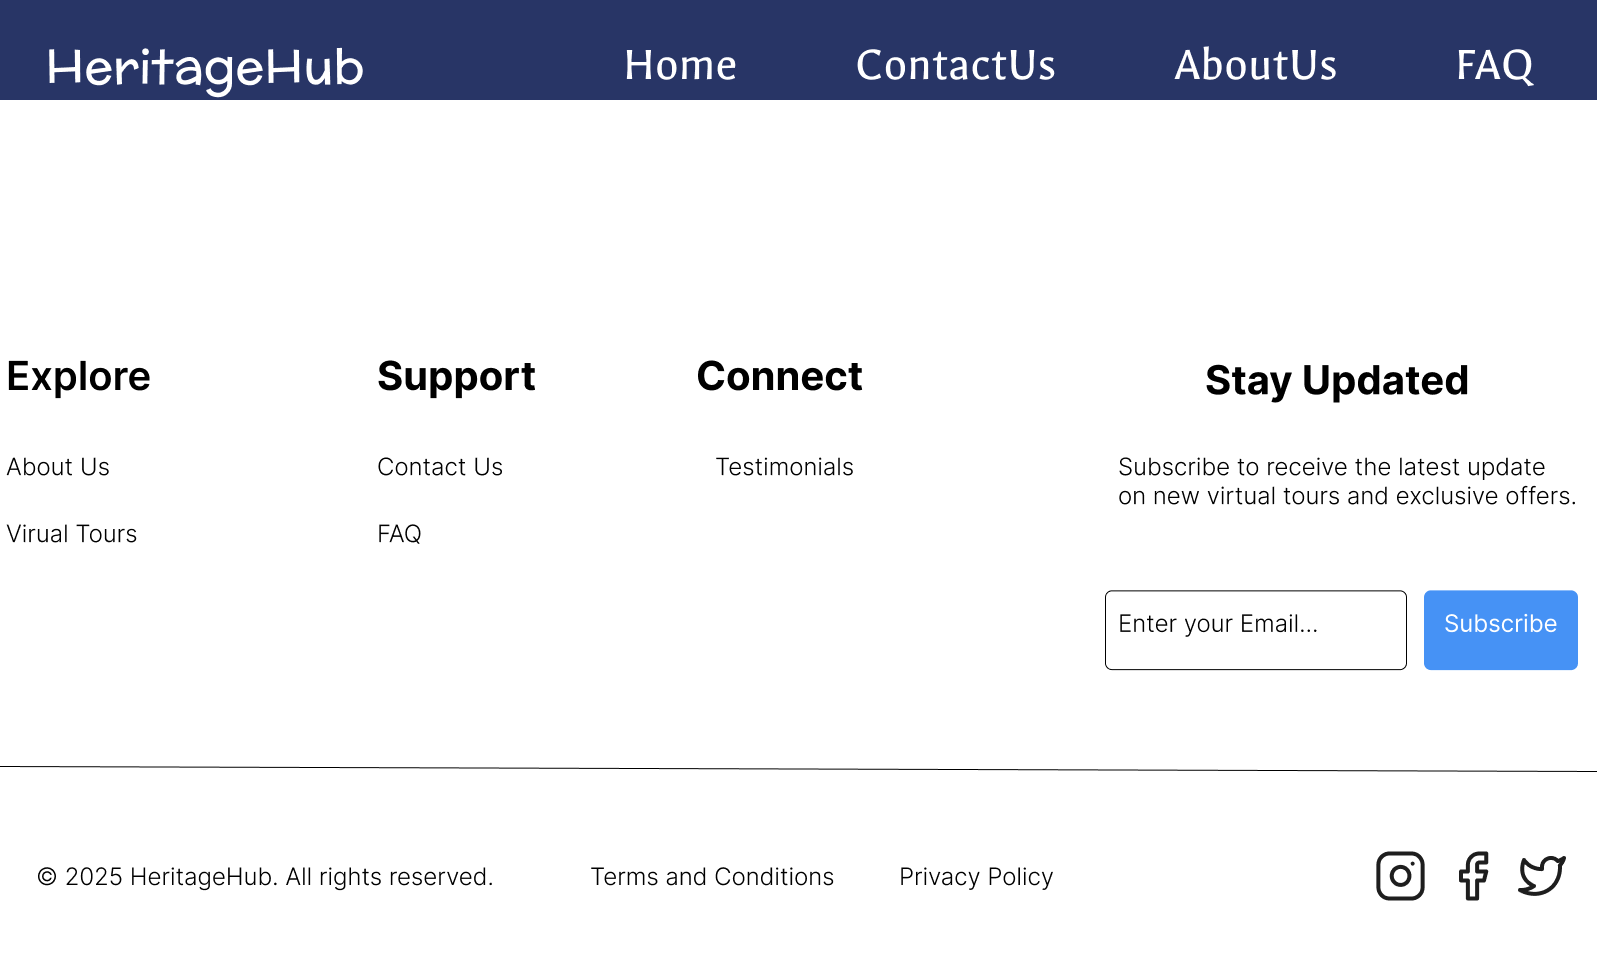 HeritageHub
Home
ContactUs
AboutUs
FAQ
Explore
About Us
Virual Tours
Support
Contact Us
FAQ
Connect
Testimonials
Stay Updated
Subscribe to receive the latest update
on new virtual tours and exclusive offers.
Enter your Email...
Subscribe
© 2025 HeritageHub. All rights reserved.
Terms and Conditions
Privacy Policy